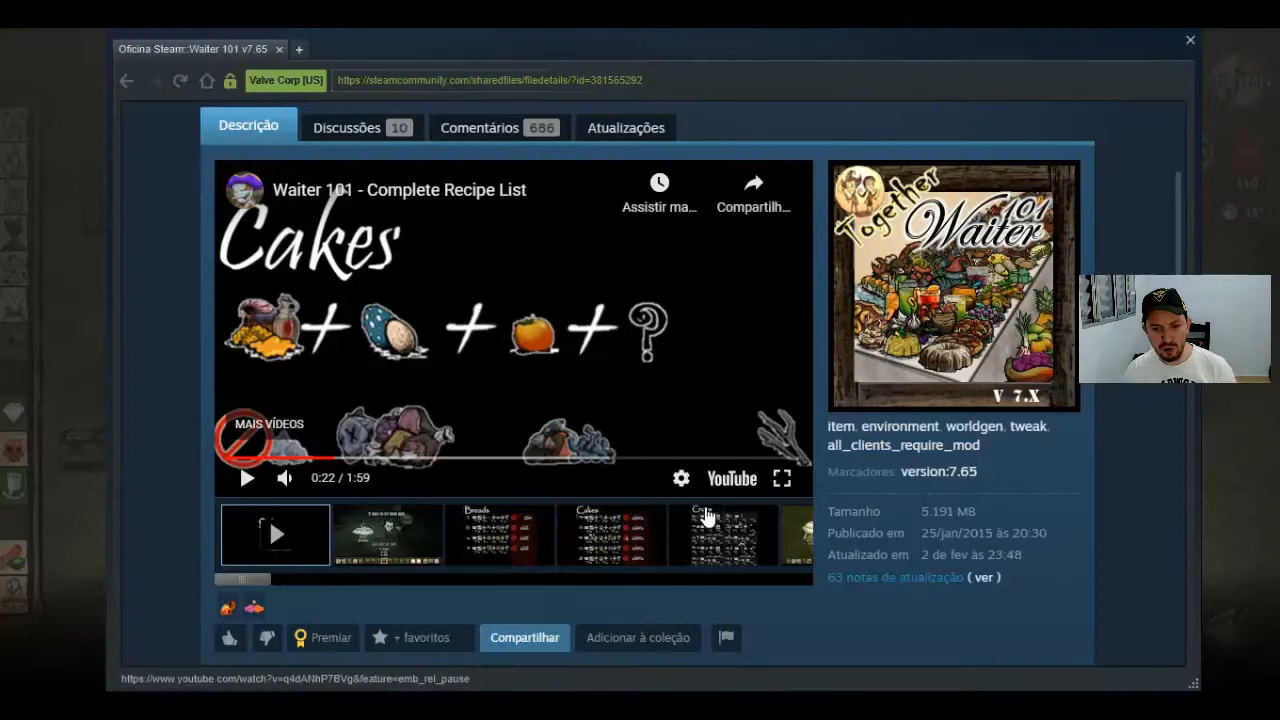 Oficina Steam::Waiter 101 v7.65
Valve Corp [US]
https://steamcommunity.com/sharedfiles/filedetails/?id=381565292
Descrição
Discussões 10
Comentários 686
Atualizações
Waiter 101 - Complete Recipe List
Assistir ma...
Compartilh...
Cakes
MAIS VÍDEOS
0:22 / 1:59
YouTube
Breads
Cakes
Together
Waiter 101
V 7.X
item, environment, worldgen, tweak,
all_clients_require_mod
Marcadores: version:7.65
Tamanho 5.191 MB
Publicado em 25/jan/2015 às 20:30
Atualizado em 2 de fev às 23:48
63 notas de atualização ( ver )
Premiar
+ favoritos
Compartilhar
Adicionar à coleção
https://www.youtube.com/watch?v=q4dANhP7BVg&feature=emb_rel_pause